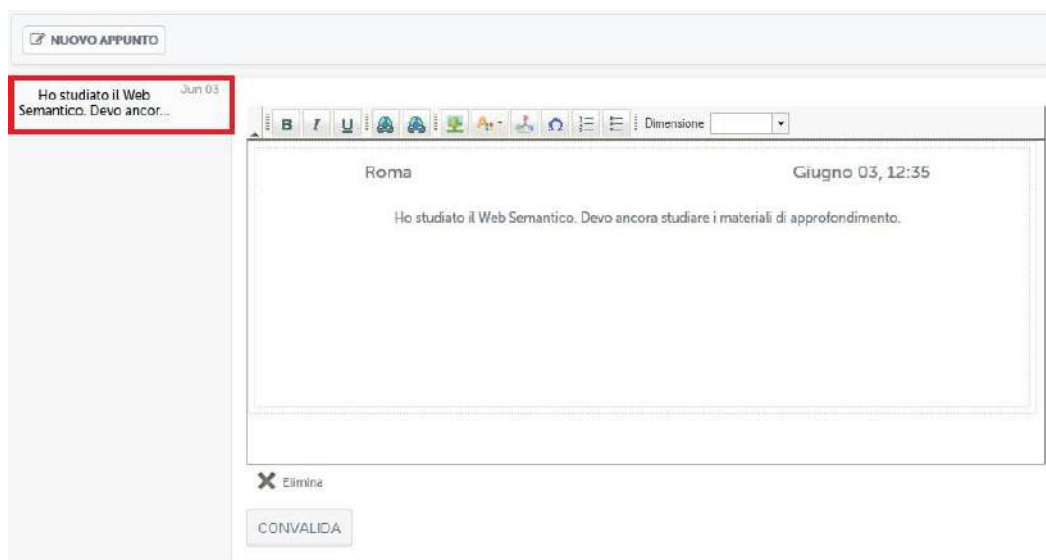 NUOVO APPUNTO
Ho studiato il Web
Jun 03
Semantico. Devo ancor...
B I U Dimensione
Roma
Giugno 03, 12:35
Ho studiato il Web Semantico. Devo ancora studiare i materiali di approfondimento.
Elimina
CONVALIDA